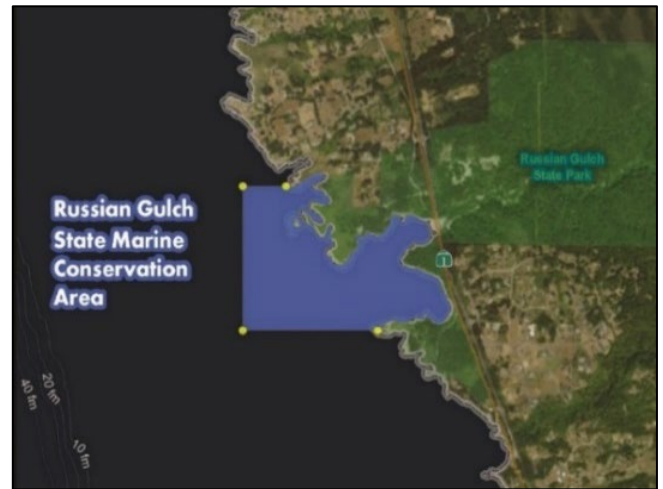 Russian Gulch
State Park
Russian Gulch
State Marine
Conservation
Area
1
20 fm
40 fm
10 fm